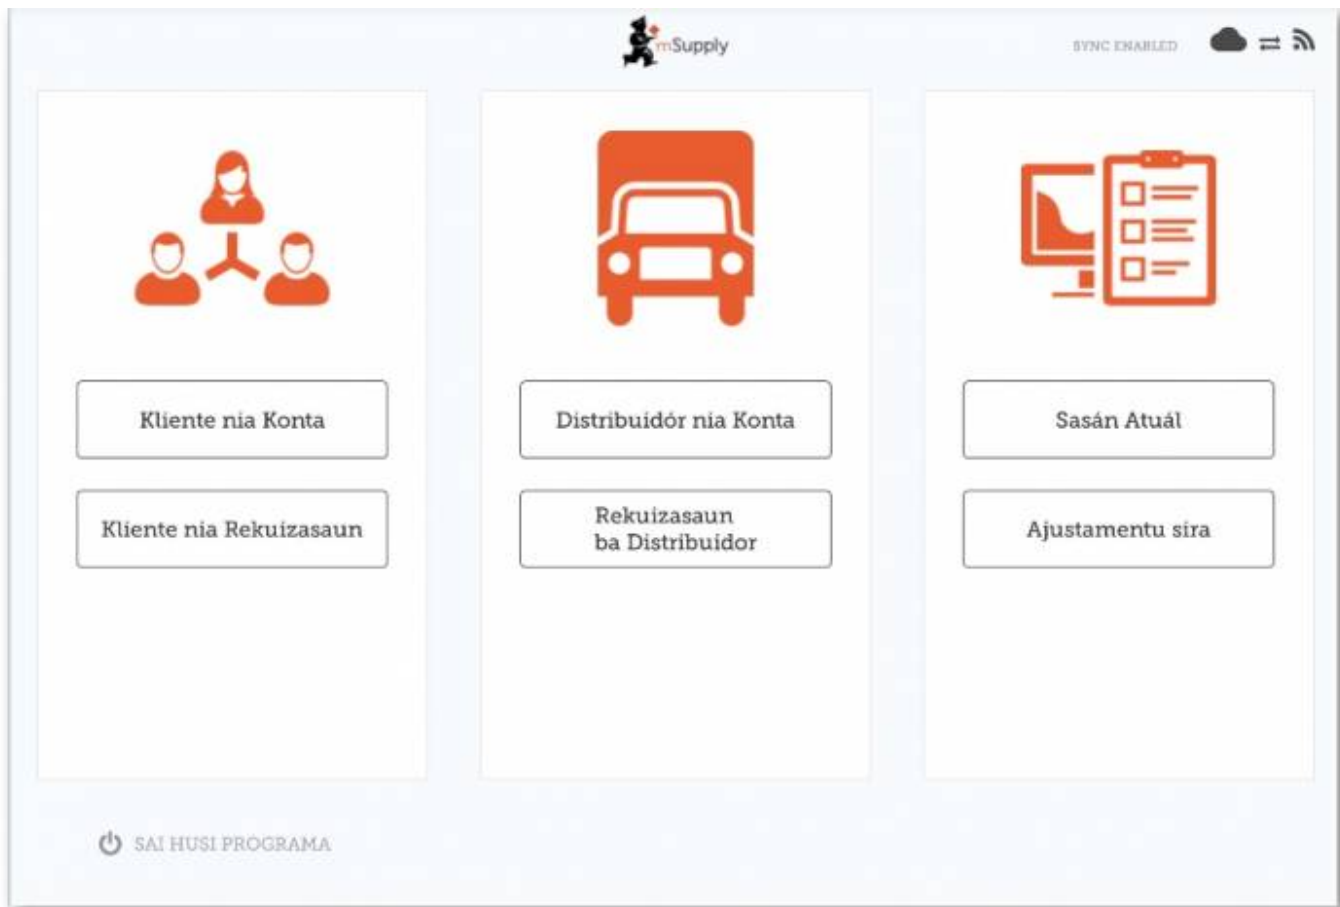 mSupply
SYNC ENABLED
Kliente nia Konta
Kliente nia Rekuizasaun
Distribuidór nia Konta
Rekuizasaun
ba Distribuidor
Sasán Atuál
Ajustamentu sira
SAI HUSI PROGRAMA